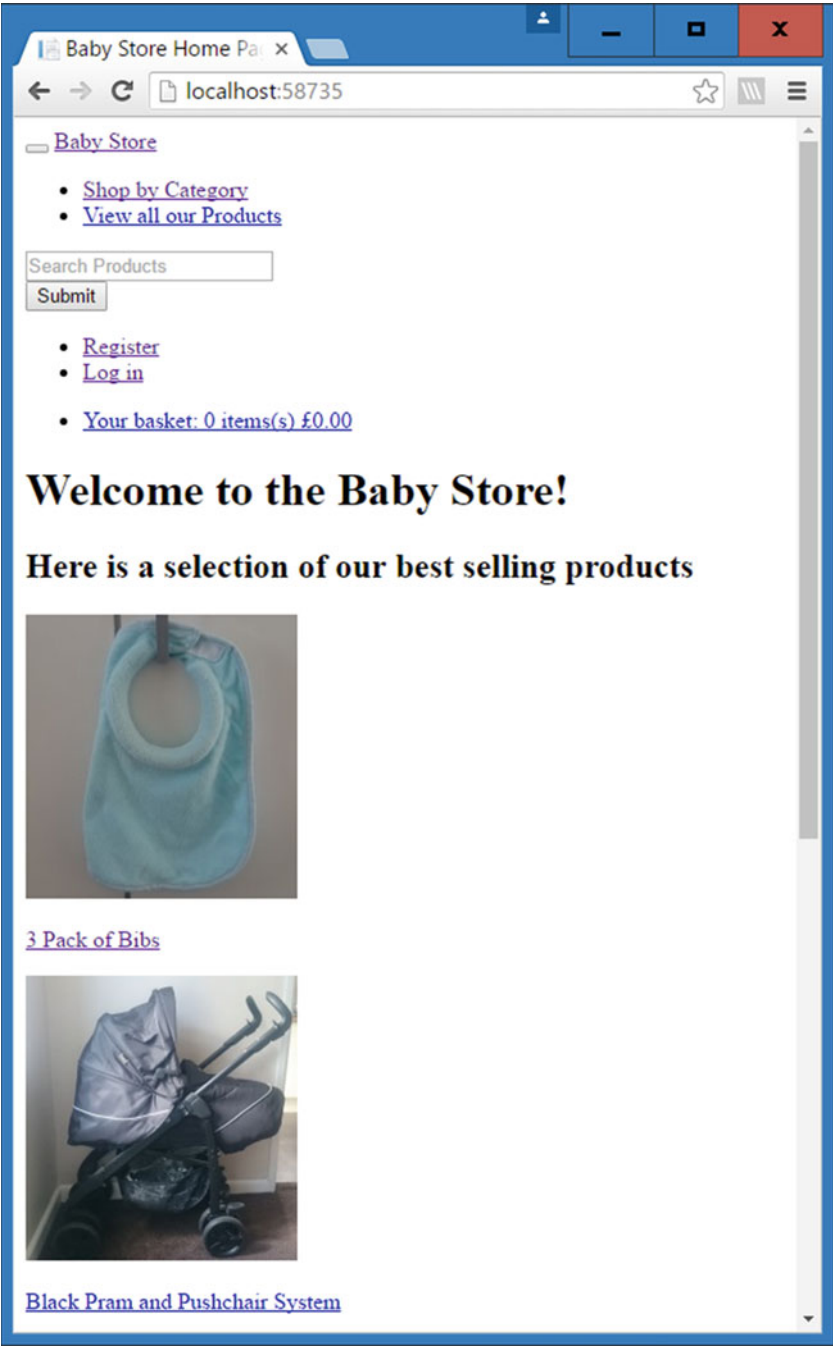 Baby Store Home Pa
localhost:58735
Baby Store
Shop by Category
View all our Products
Search Products
Submit
Register
Log in
Your basket: 0 items(s) £0.00
Welcome to the Baby Store!
Here is a selection of our best selling products
3 Pack of Bibs
Black Pram and Pushchair System